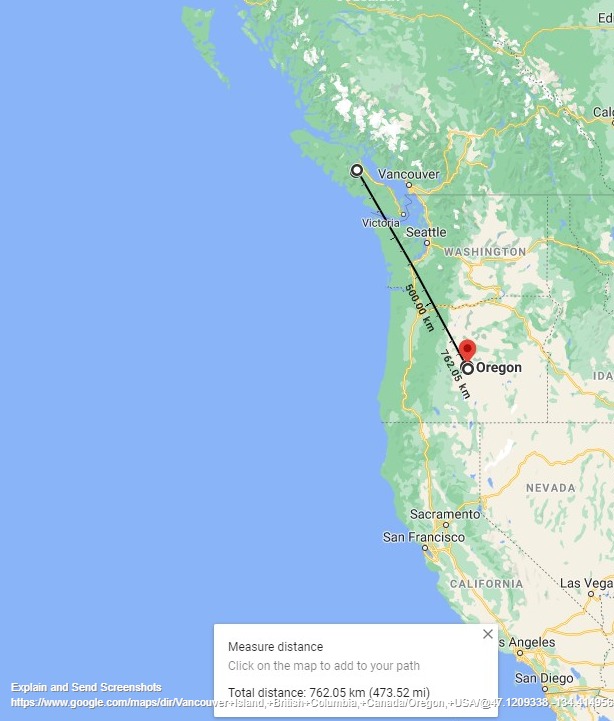 Ed
Calg
Vancouver
Victoria
Seattle
WASHINGTON
500.00 km
762.05 km
Oregon
IDA
NEVADA
Sacramento
San Francisco
CALIFORNIA
Las Vega
s Angeles
San Diego
Measure distance
Click on the map to add to your path
Total distance: 762.05 km (473.52 mi)
Explain and Send Screenshots
https://www.google.com/maps/dir/Vancouver+Island,+British+Columbia,+Canada/Oregon,+USA/@47.1209338,-134.414956